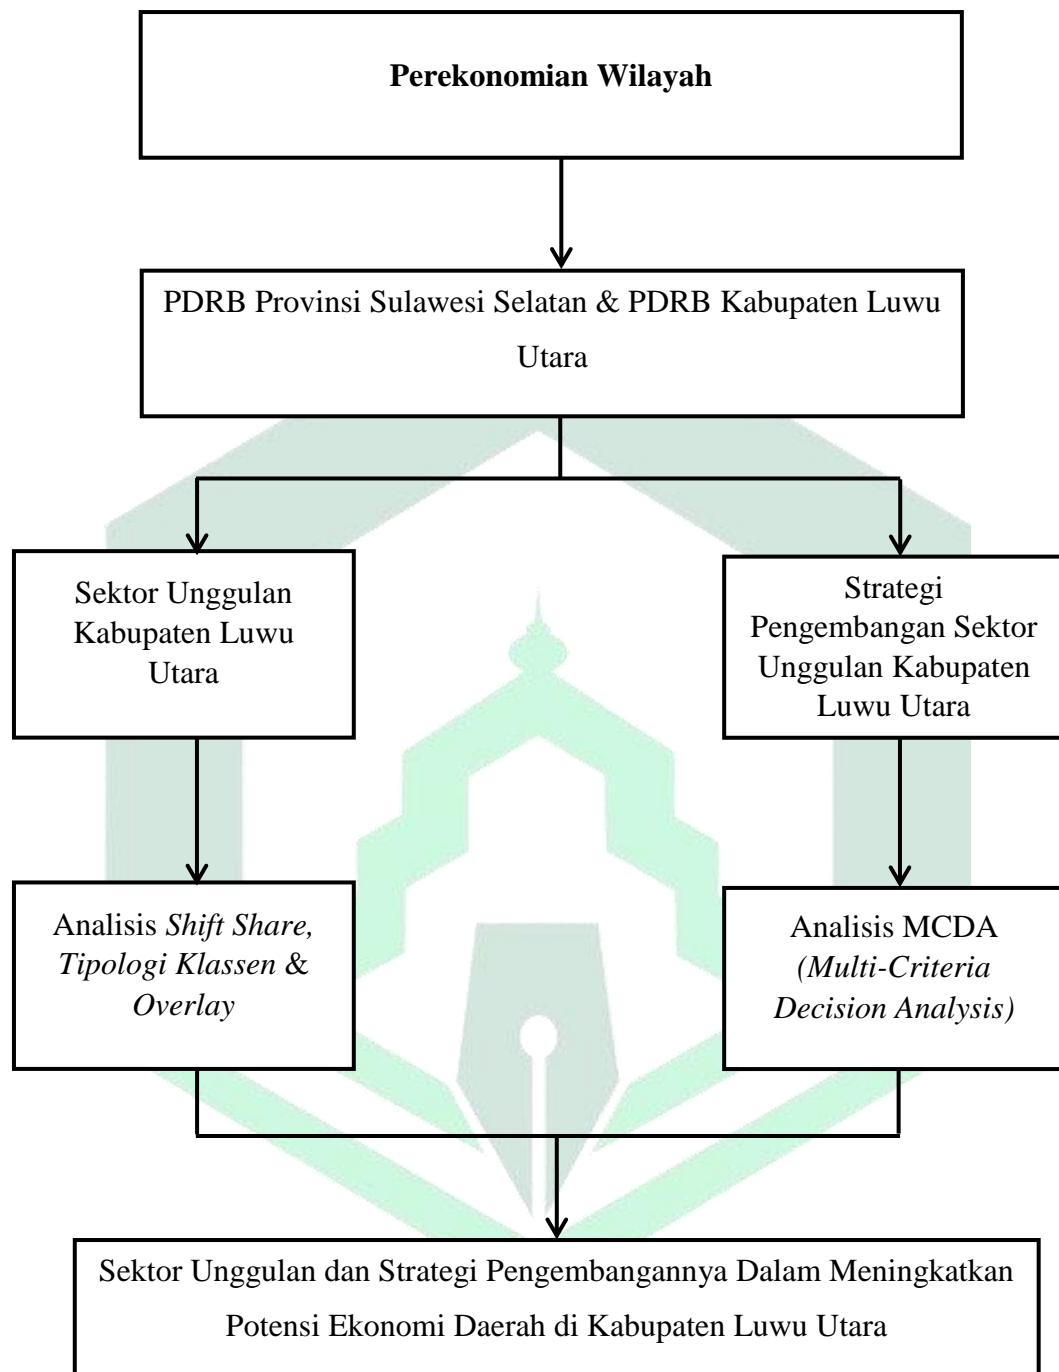 Perekonomian Wilayah
PDRB Provinsi Sulawesi Selatan & PDRB Kabupaten Luwu
Utara
Sektor Unggulan
Kabupaten Luwu
Utara
Strategi
Pengembangan Sektor
Unggulan Kabupaten
Luwu Utara
Analisis Shift Share,
Tipologi Klassen &
Overlay
Analisis MCDA
(Multi-Criteria
Decision Analysis)
Sektor Unggulan dan Strategi Pengembangannya Dalam Meningkatkan
Potensi Ekonomi Daerah di Kabupaten Luwu Utara